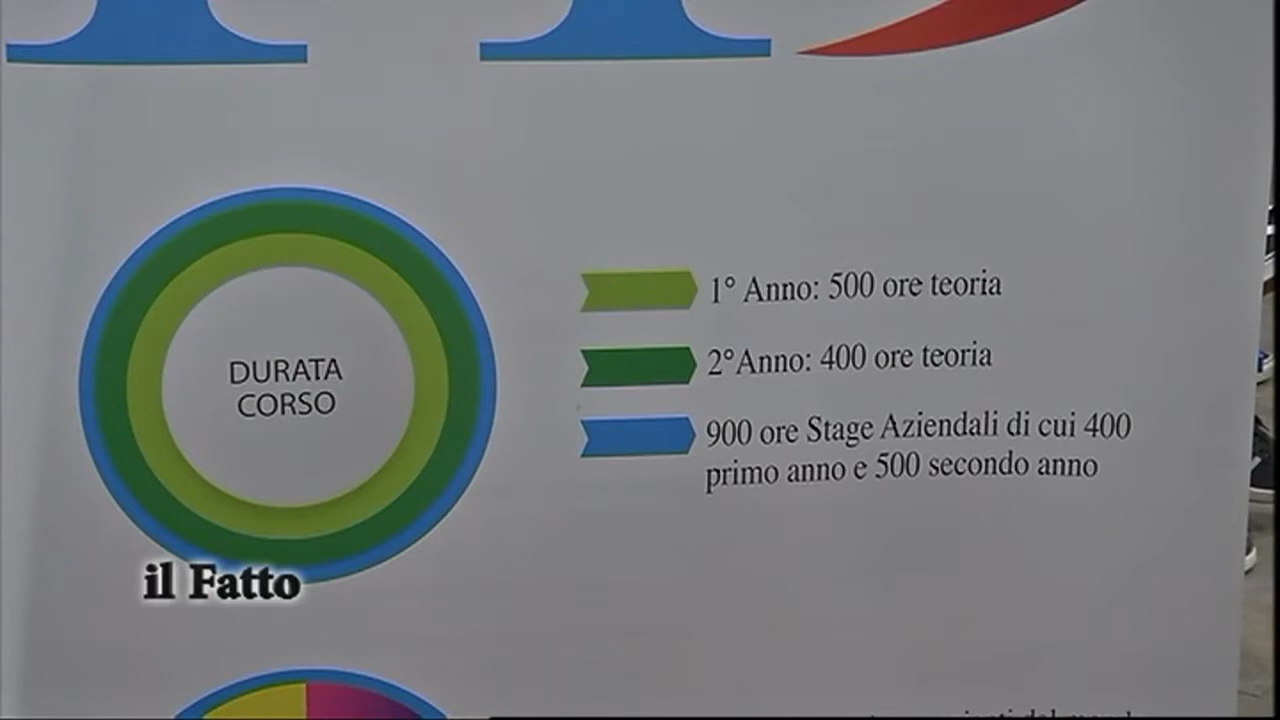 DURATA
CORSO
1° Anno: 500 ore teoria
2°Anno: 400 ore teoria
900 ore Stage Aziendali di cui 400
primo anno e 500 secondo anno
il Fatto